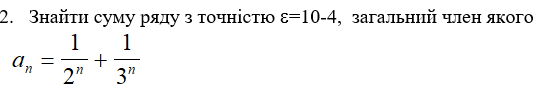 2. Знайти суму ряду з точністю ε=10-4, загальний член якого
aₙ = 1/2ⁿ + 1/3ⁿ